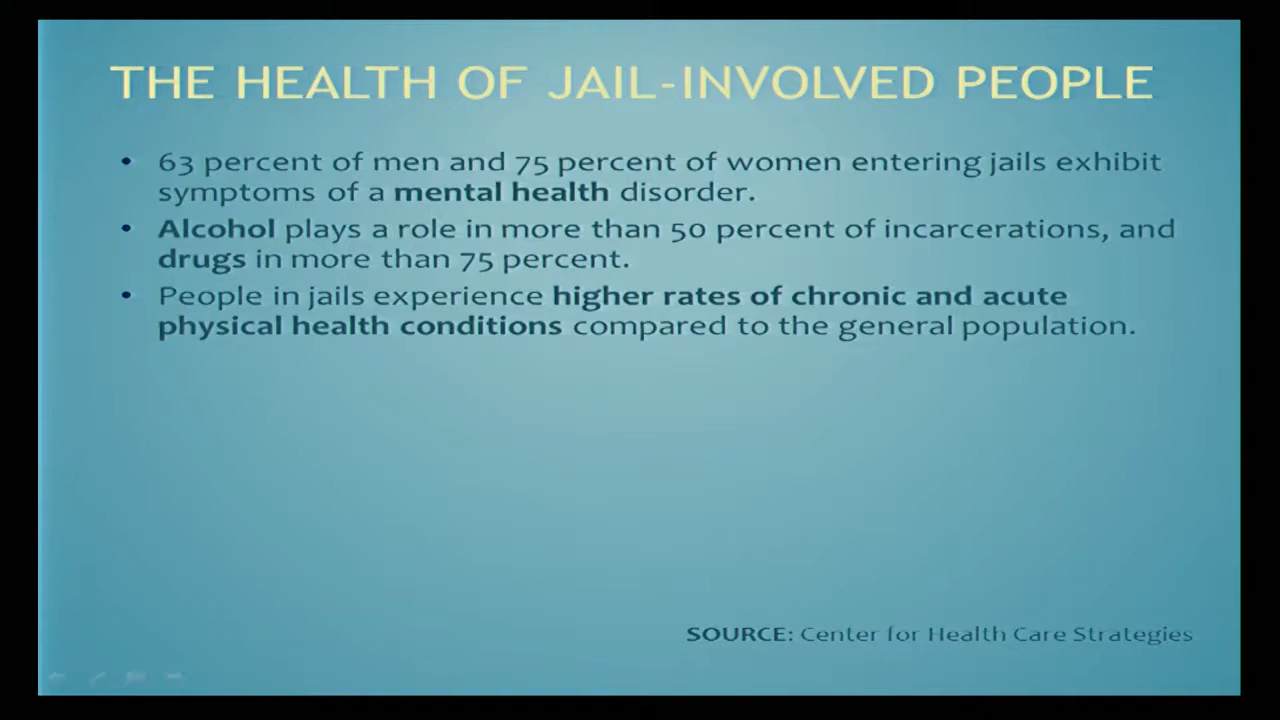 THE HEALTH OF JAIL-INVOLVED PEOPLE
• 63 percent of men and 75 percent of women entering jails exhibit
symptoms of a mental health disorder.
• Alcohol plays a role in more than 50 percent of incarcerations, and
drugs in more than 75 percent.
• People in jails experience higher rates of chronic and acute
physical health conditions compared to the general population.
SOURCE: Center for Health Care Strategies